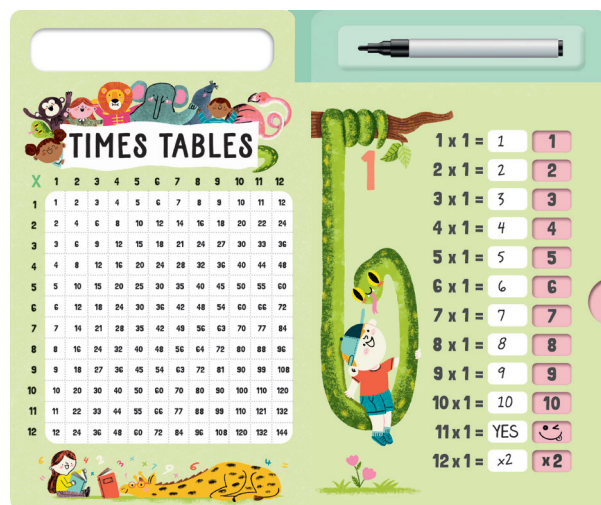 TIMES TABLES
X 1 2 3 4 5 6 7 8 9 10 11 12
1 1 2 3 4 5 6 7 8 9 10 11 12
2 2 4 6 8 10 12 14 16 18 20 22 24
3 3 6 9 12 15 18 21 24 27 30 33 36
4 4 8 12 16 20 24 28 32 36 40 44 48
5 5 10 15 20 25 30 35 40 45 50 55 60
6 6 12 18 24 30 36 42 48 54 60 66 72
7 7 14 21 28 35 42 49 56 63 70 77 84
8 8 16 24 32 40 48 56 64 72 80 88 96
9 9 18 27 36 45 54 63 72 81 90 99 108
10 10 20 30 40 50 60 70 80 90 100 110 120
11 11 22 33 44 55 66 77 88 99 110 121 132
12 12 24 36 48 60 72 84 96 108 120 132 144
1
1 x 1 = 1 1
2 x 1 = 2 2
3 x 1 = 3 3
4 x 1 = 4 4
5 x 1 = 5 5
6 x 1 = 6 6
7 x 1 = 7 7
8 x 1 = 8 8
9 x 1 = 9 9
10 x 1 = 10 10
11 x 1 = YES
12 x 1 = x2 x2